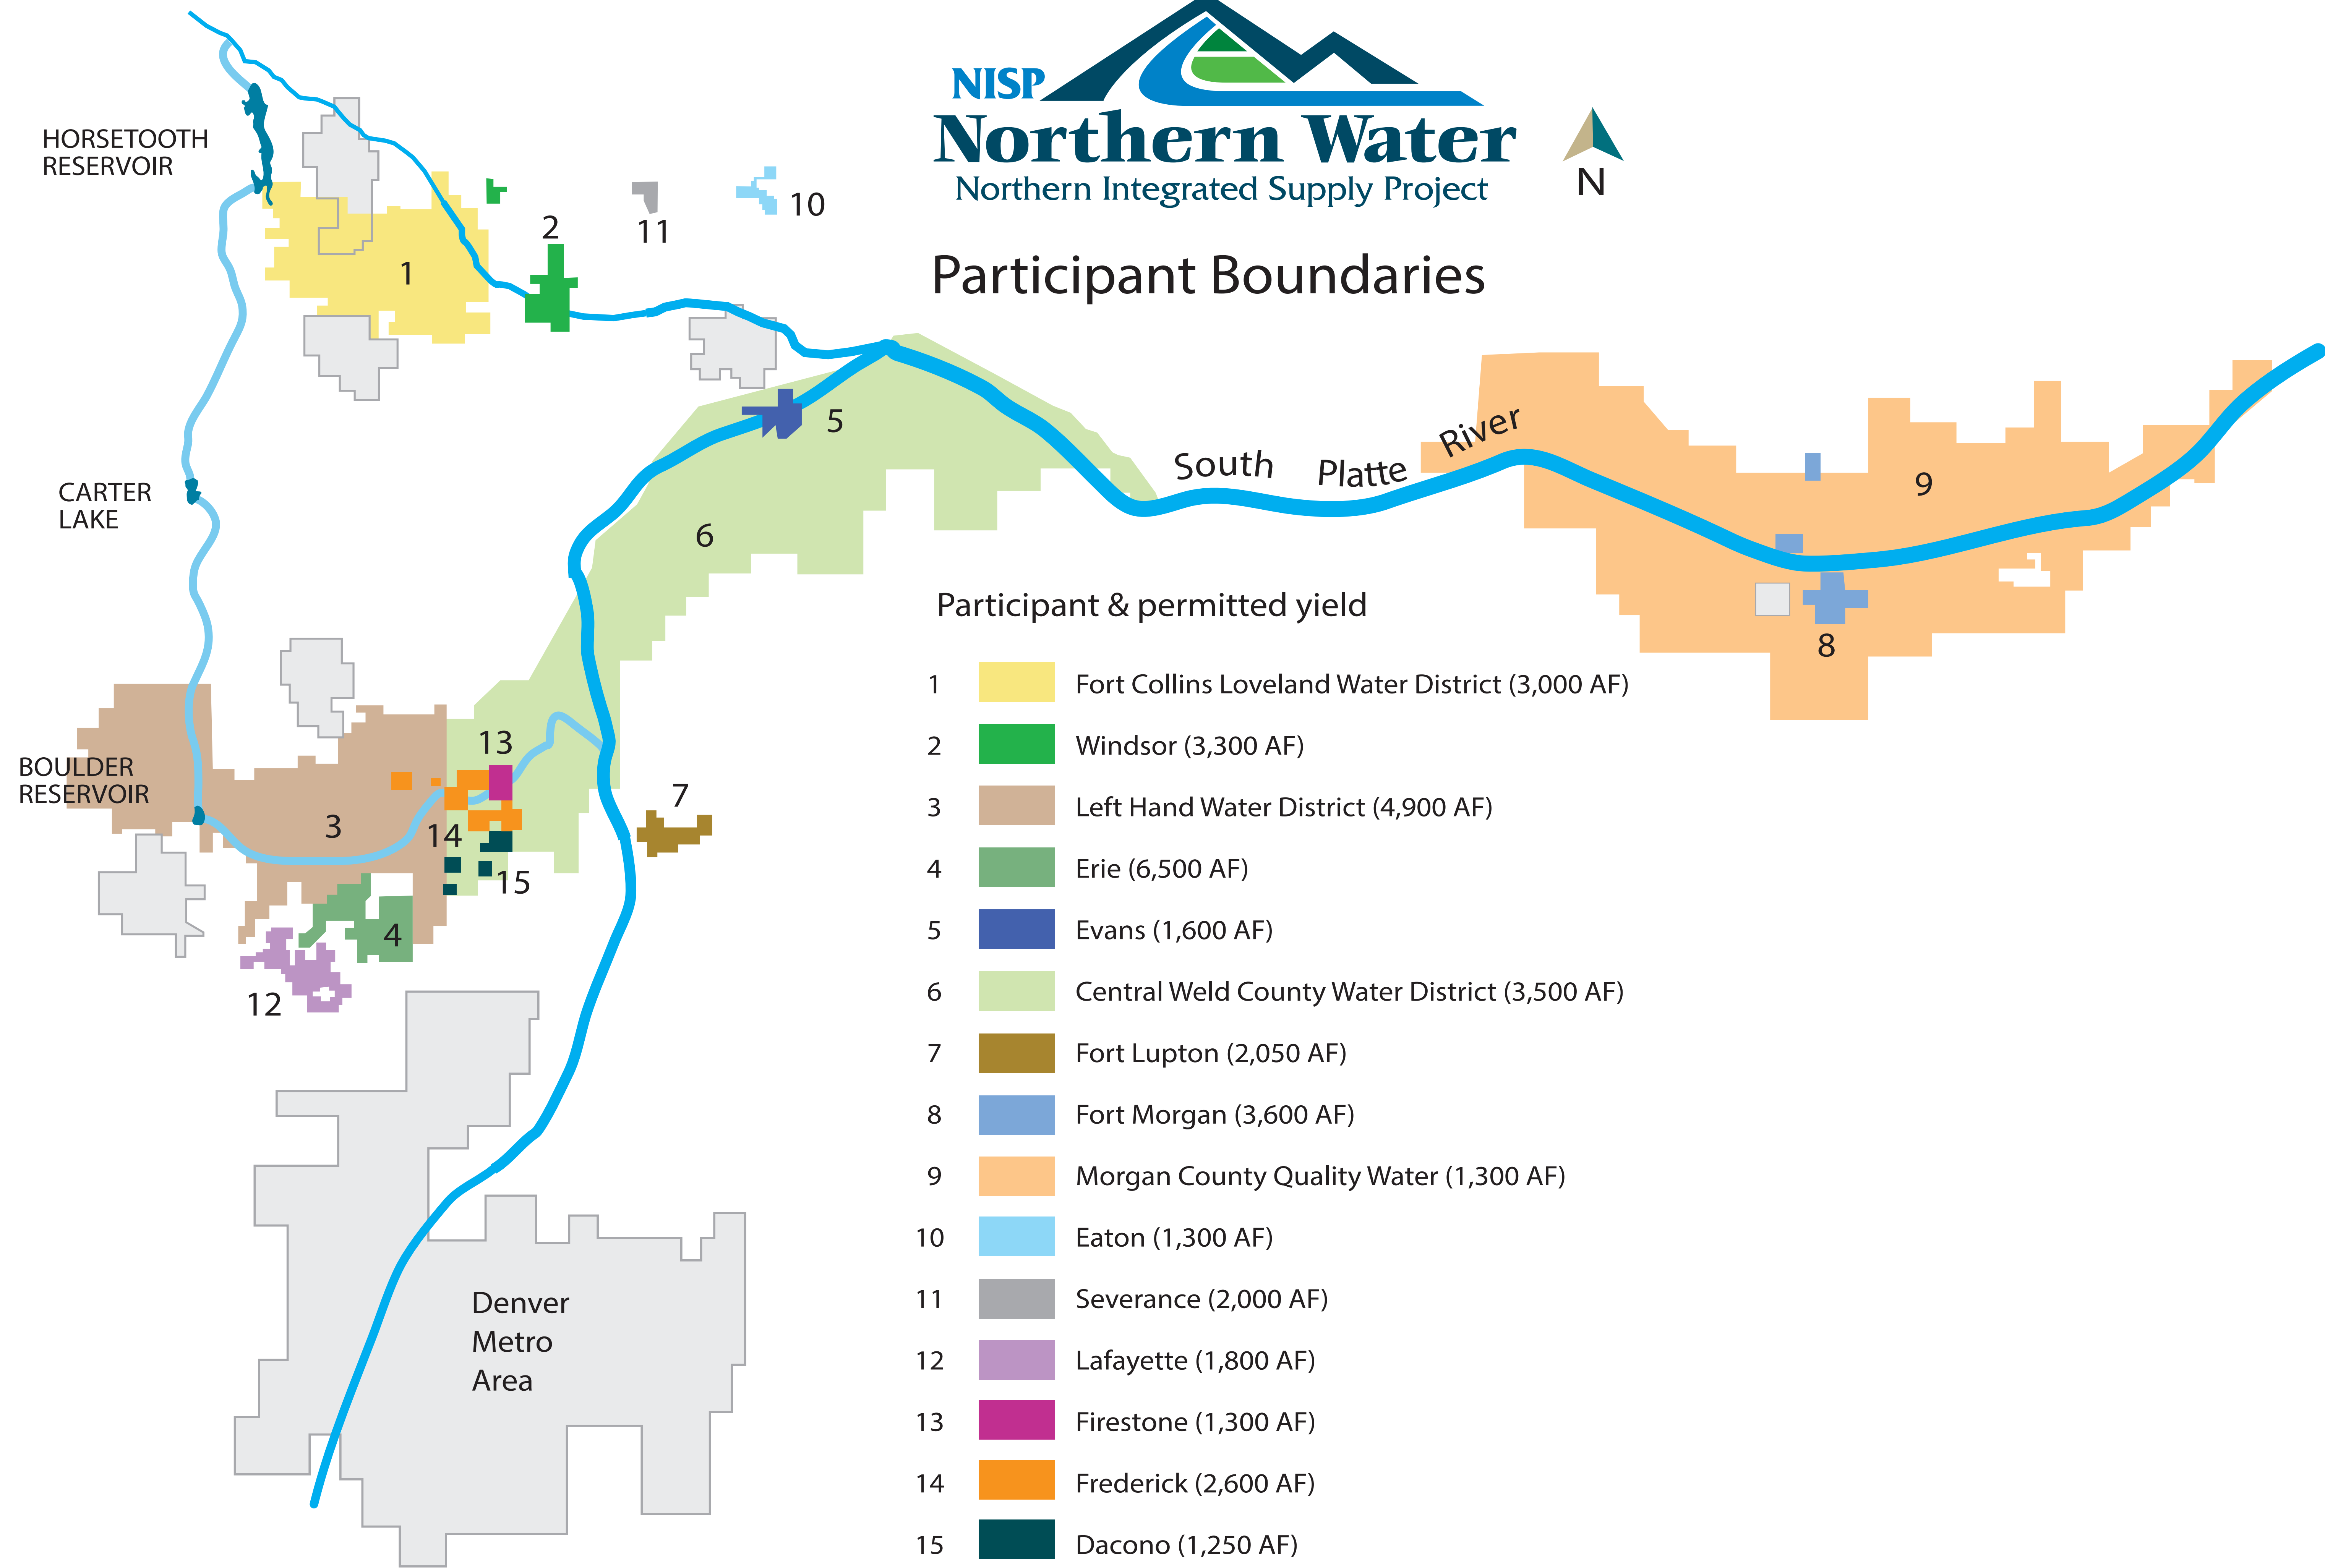 NISP
Northern Water
Northern Integrated Supply Project
N
Participant Boundaries
HORSETOOTH
RESERVOIR
CARTER
LAKE
BOULDER
RESERVOIR
1
2
11
10
5
6
South Platte River
9
8
13
7
3
14
15
4
12
Denver
Metro
Area
Participant & permitted yield
1 Fort Collins Loveland Water District (3,000 AF)
2 Windsor (3,300 AF)
3 Left Hand Water District (4,900 AF)
4 Erie (6,500 AF)
5 Evans (1,600 AF)
6 Central Weld County Water District (3,500 AF)
7 Fort Lupton (2,050 AF)
8 Fort Morgan (3,600 AF)
9 Morgan County Quality Water (1,300 AF)
10 Eaton (1,300 AF)
11 Severance (2,000 AF)
12 Lafayette (1,800 AF)
13 Firestone (1,300 AF)
14 Frederick (2,600 AF)
15 Dacono (1,250 AF)